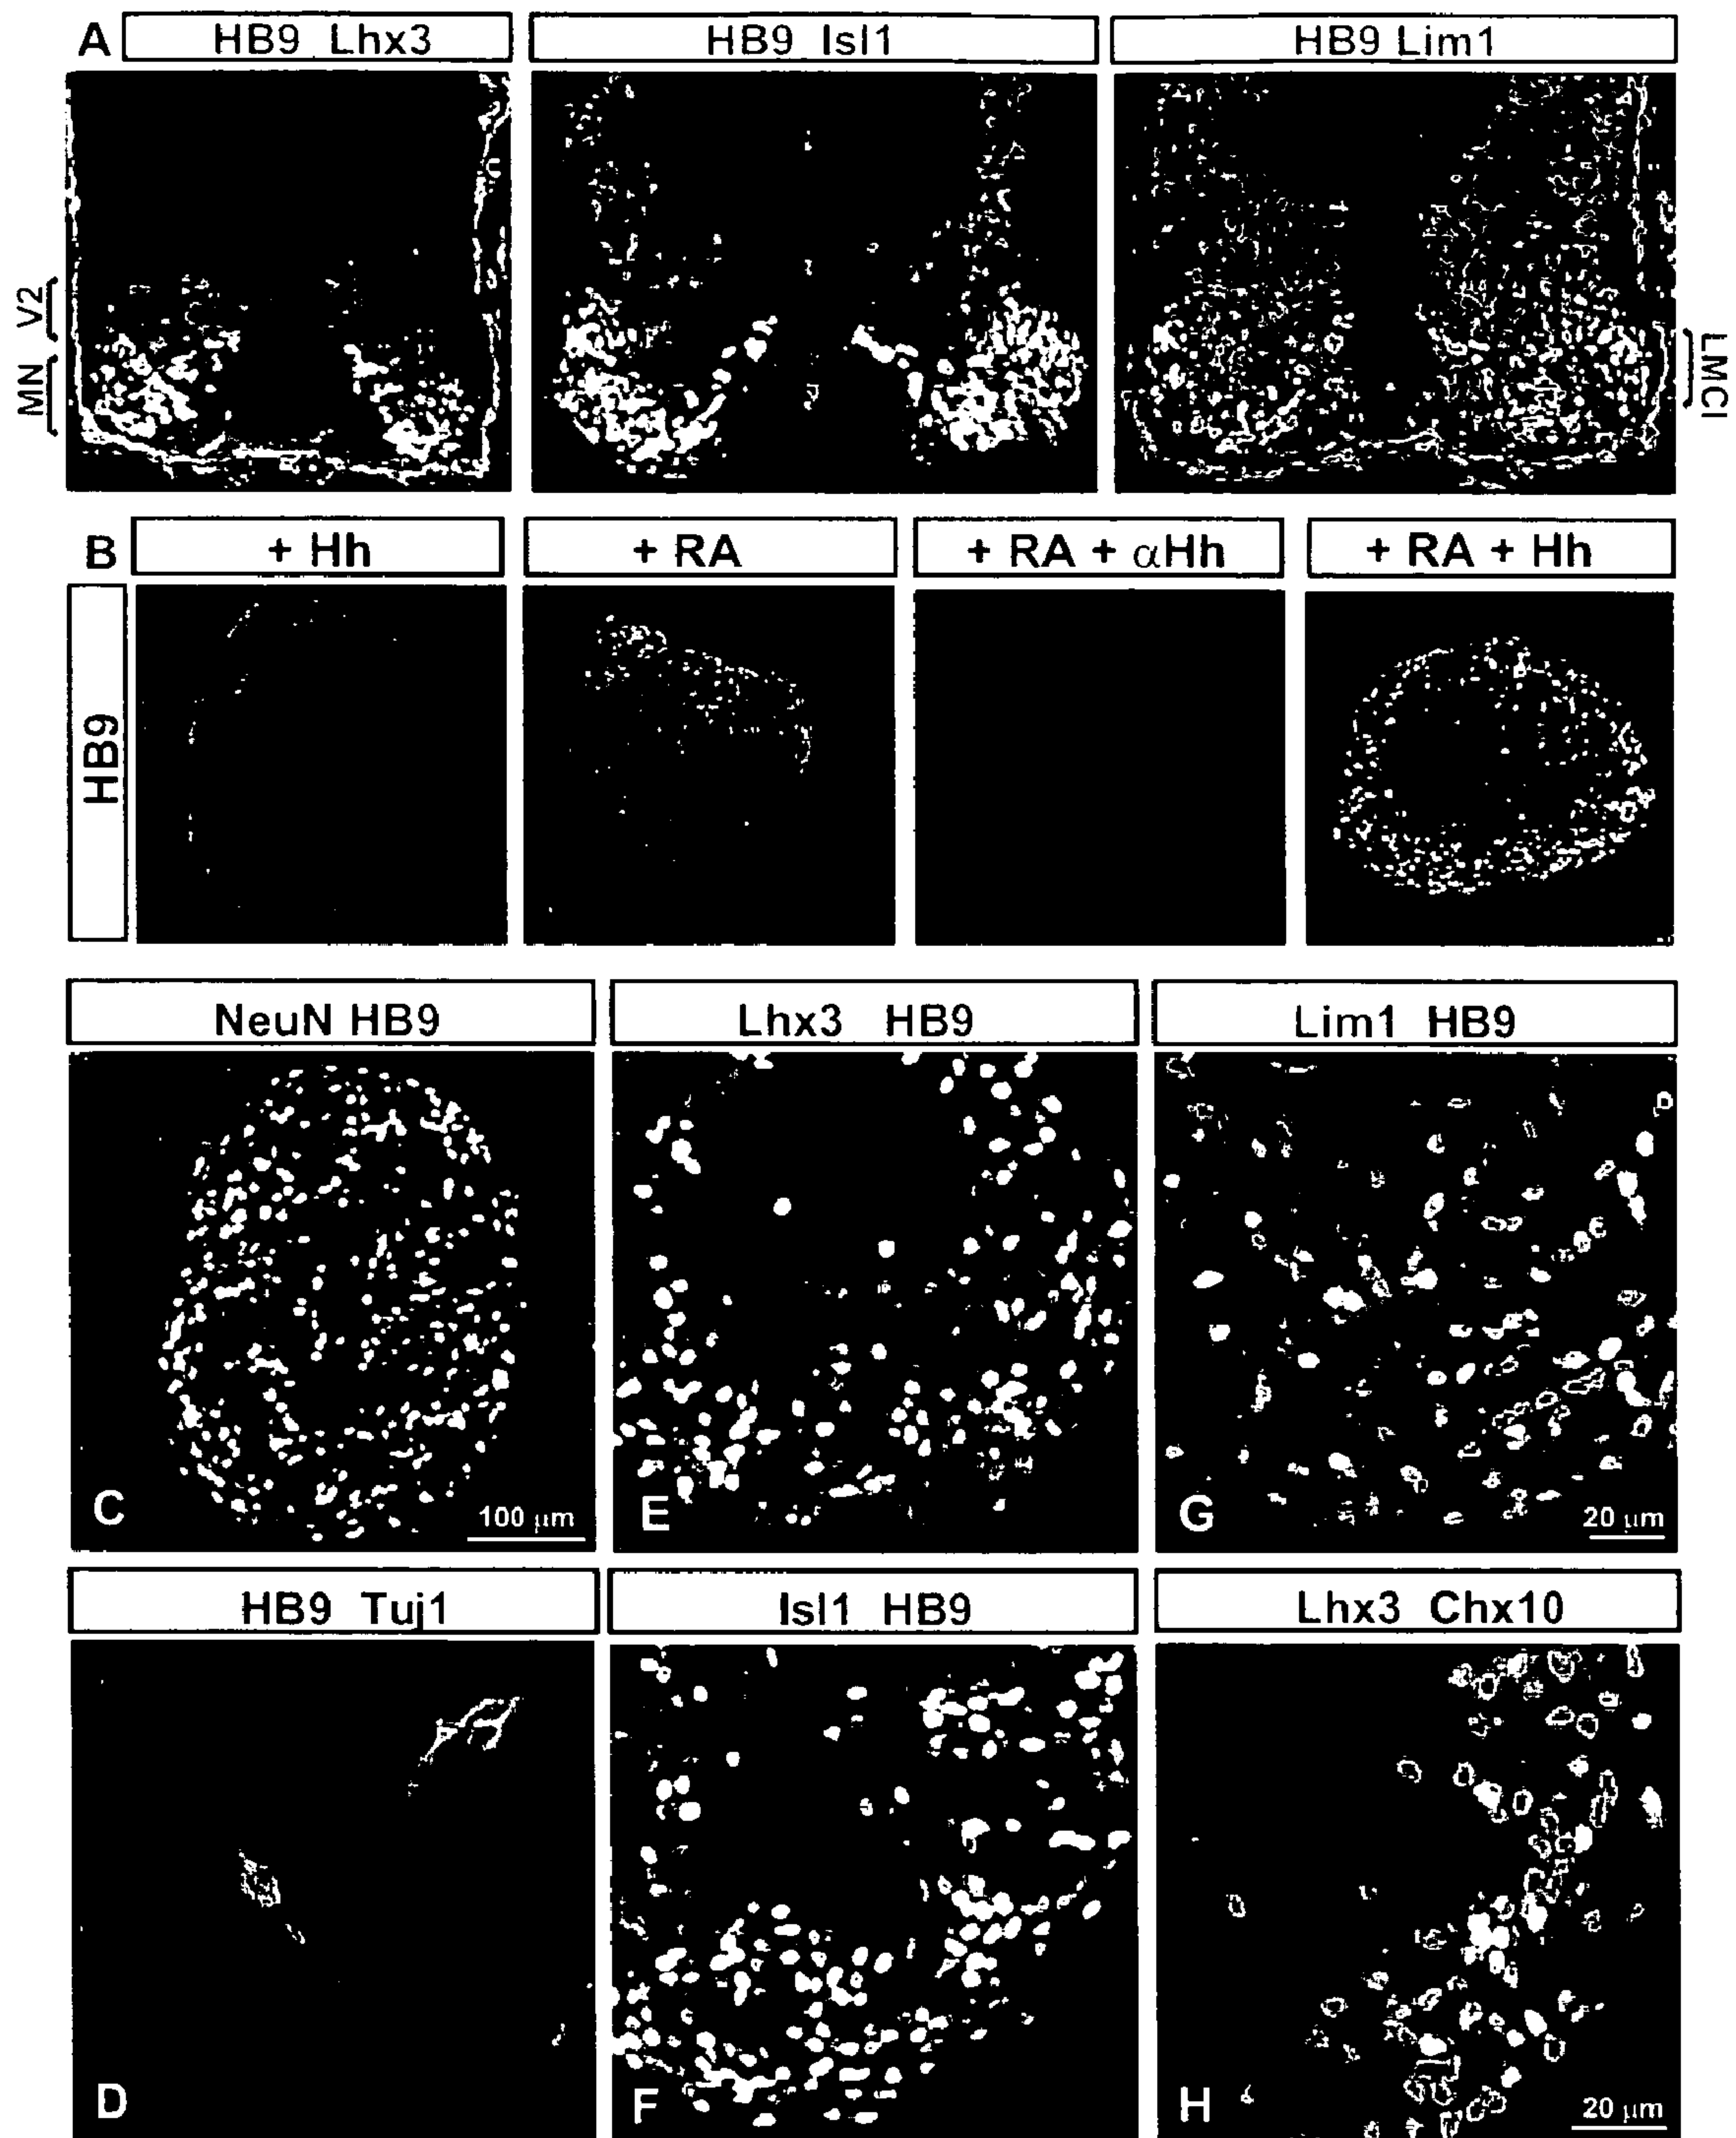 A HB9 Lhx3 HB9 Isl1 HB9 Lim1
V2
MN
LMCl
B + Hh + RA + RA + αHh + RA + Hh
HB9
NeuN HB9 Lhx3 HB9 Lim1 HB9
C 100 µm E G 20 µm
HB9 Tuj1 Isl1 HB9 Lhx3 Chx10
D F H 20 µm